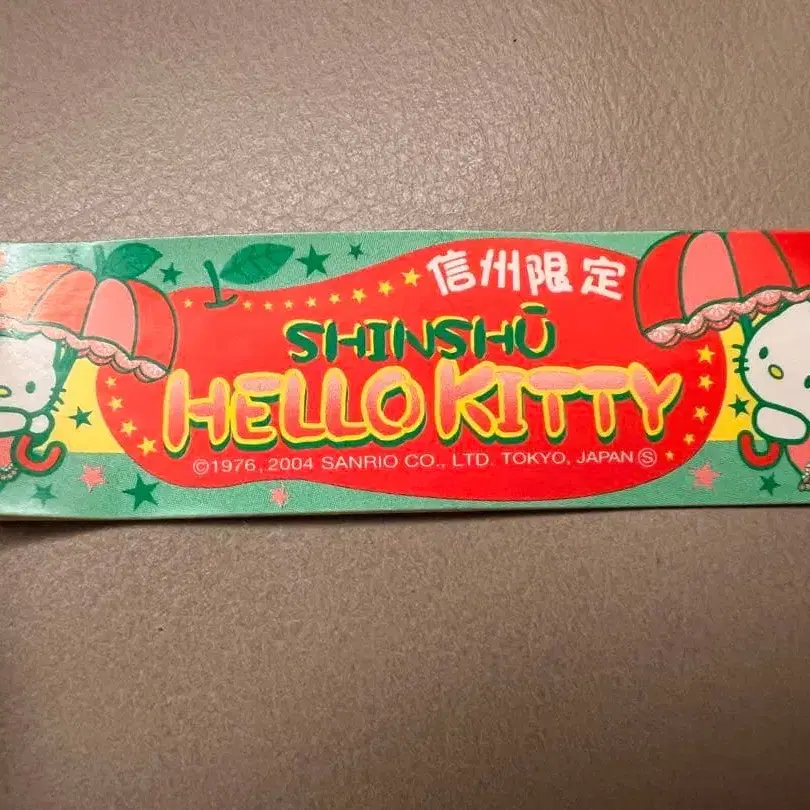 信州限定
SHINSHŪ
HELLO KITTY
©1976, 2004 SANRIO CO., LTD. TOKYO, JAPAN Ⓢ